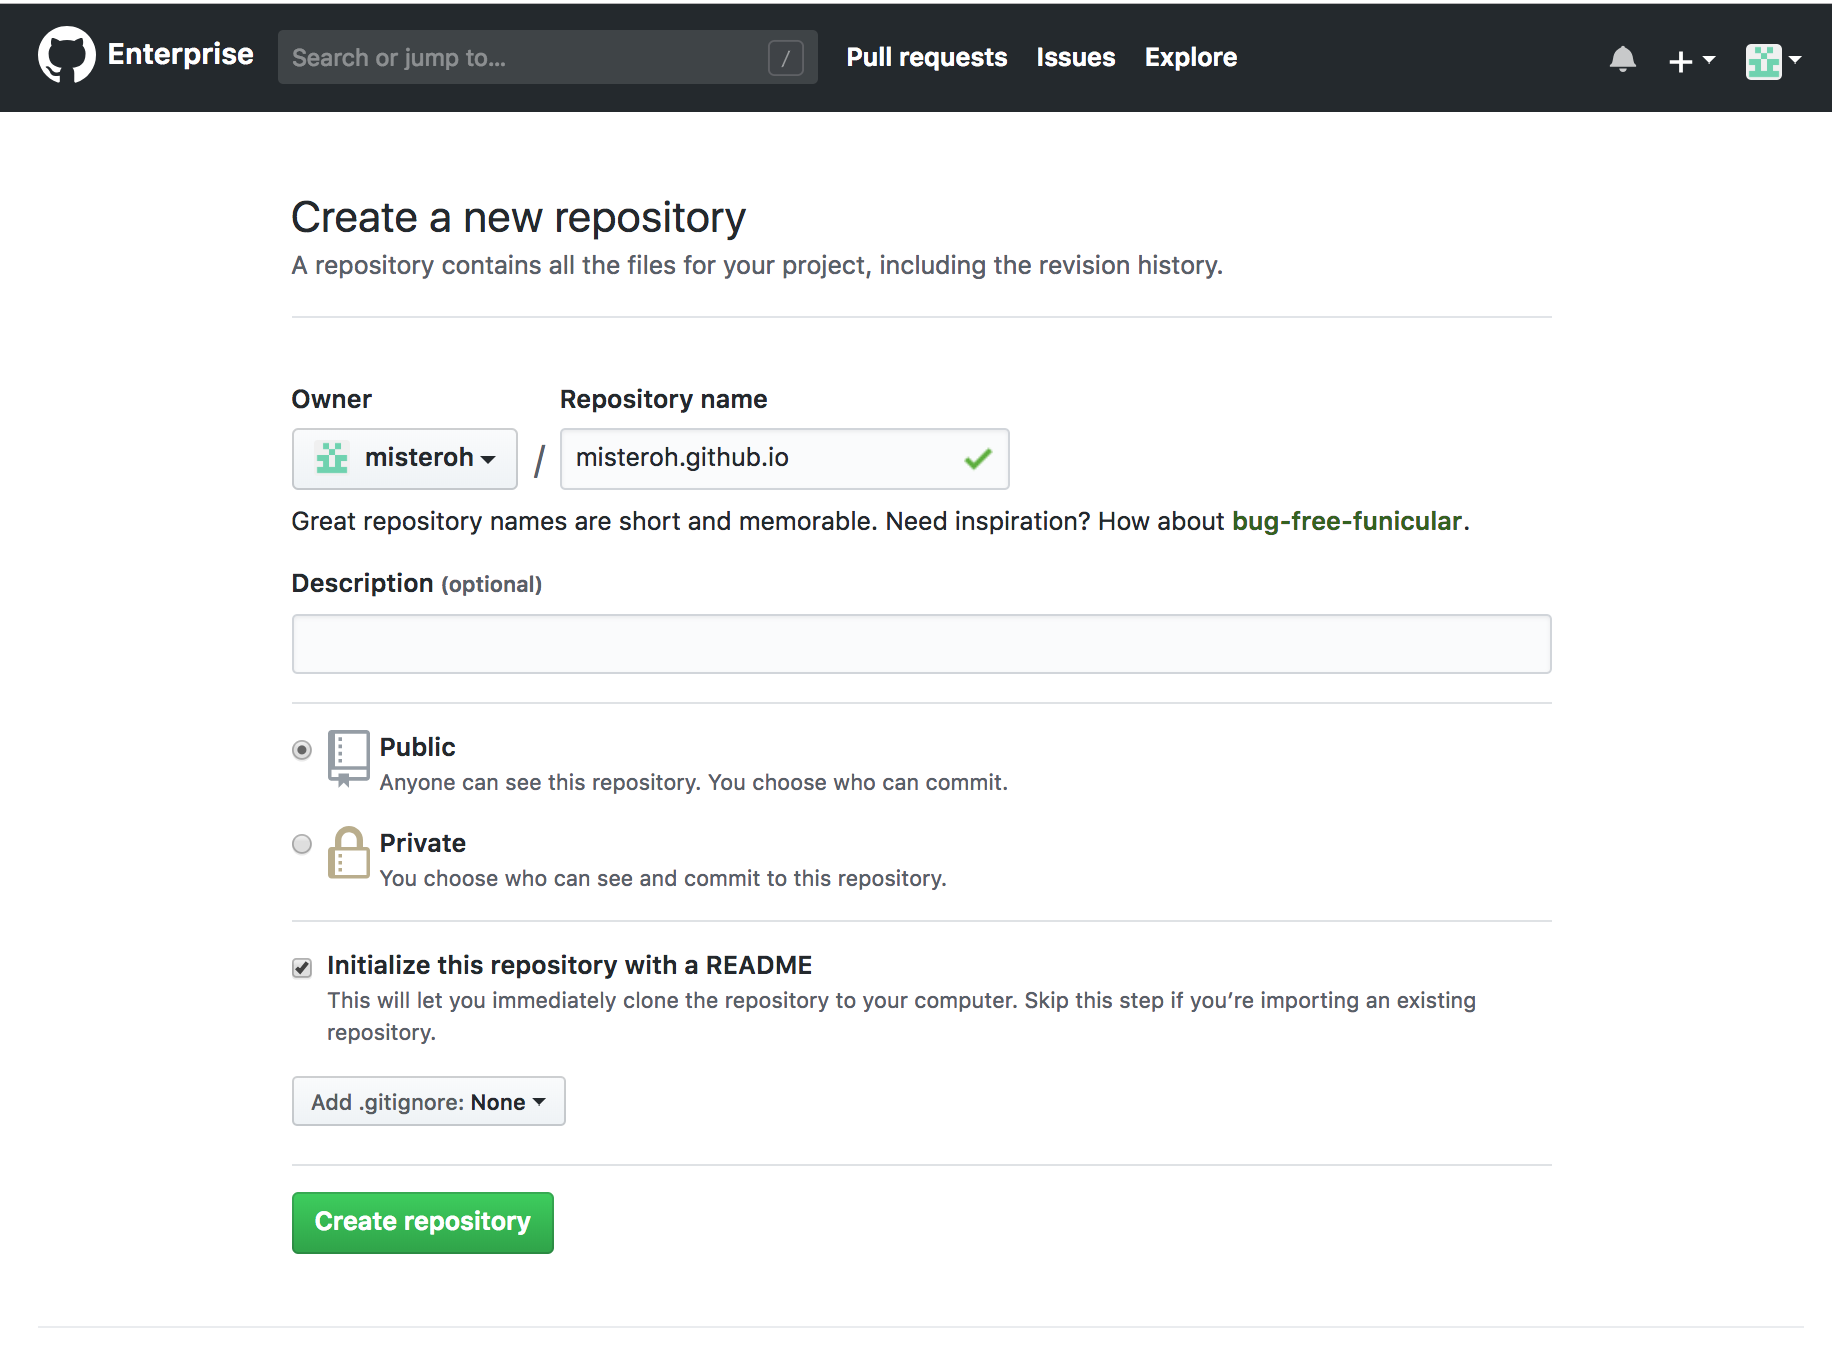 Enterprise Search or jump to... / Pull requests Issues Explore
Create a new repository
A repository contains all the files for your project, including the revision history.
Owner Repository name
misteroh / misteroh.github.io
Great repository names are short and memorable. Need inspiration? How about bug-free-funicular.
Description (optional)
Public
Anyone can see this repository. You choose who can commit.
Private
You choose who can see and commit to this repository.
Initialize this repository with a README
This will let you immediately clone the repository to your computer. Skip this step if you’re importing an existing
repository.
Add .gitignore: None
Create repository